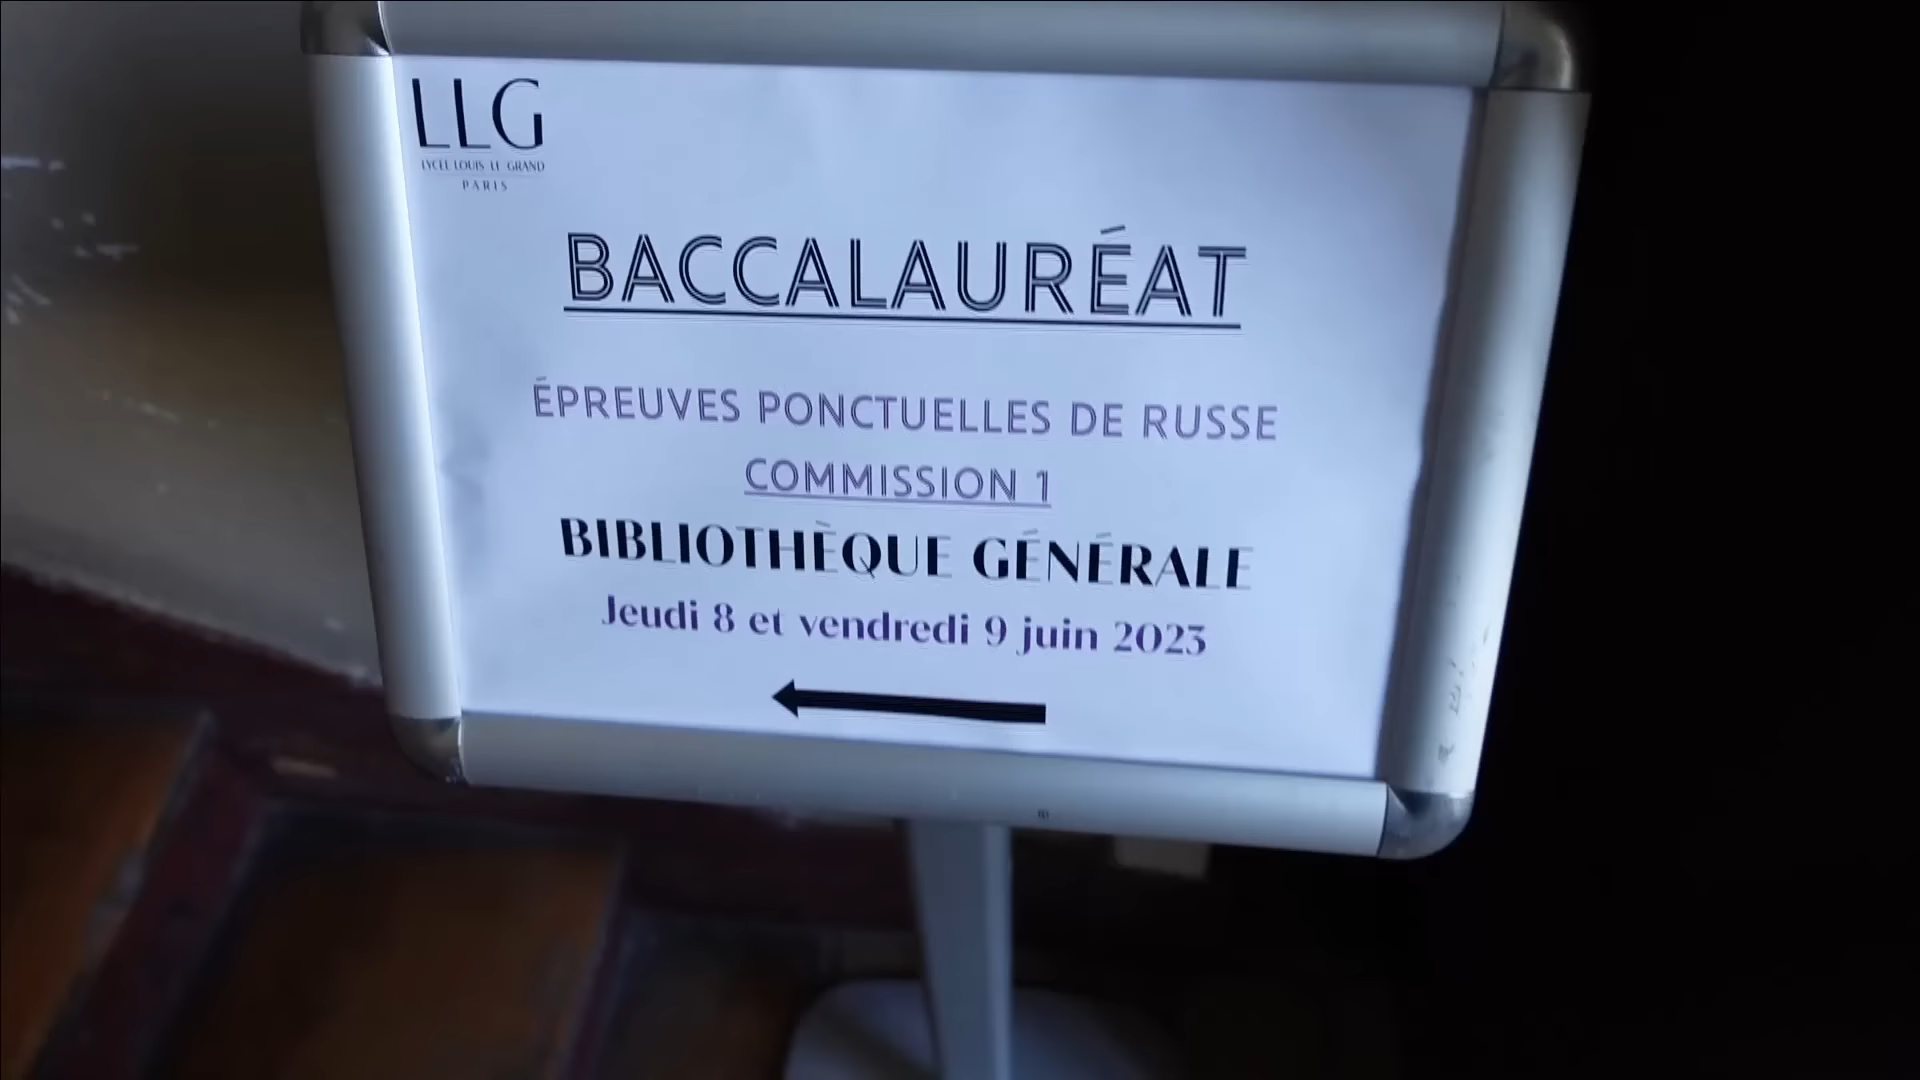 LLG
LYCÉE LOUIS LE GRAND
PARIS
BACCALAURÉAT
ÉPREUVES PONCTUELLES DE RUSSE
COMMISSION 1
BIBLIOTHÈQUE GÉNÉRALE
Jeudi 8 et vendredi 9 juin 2023